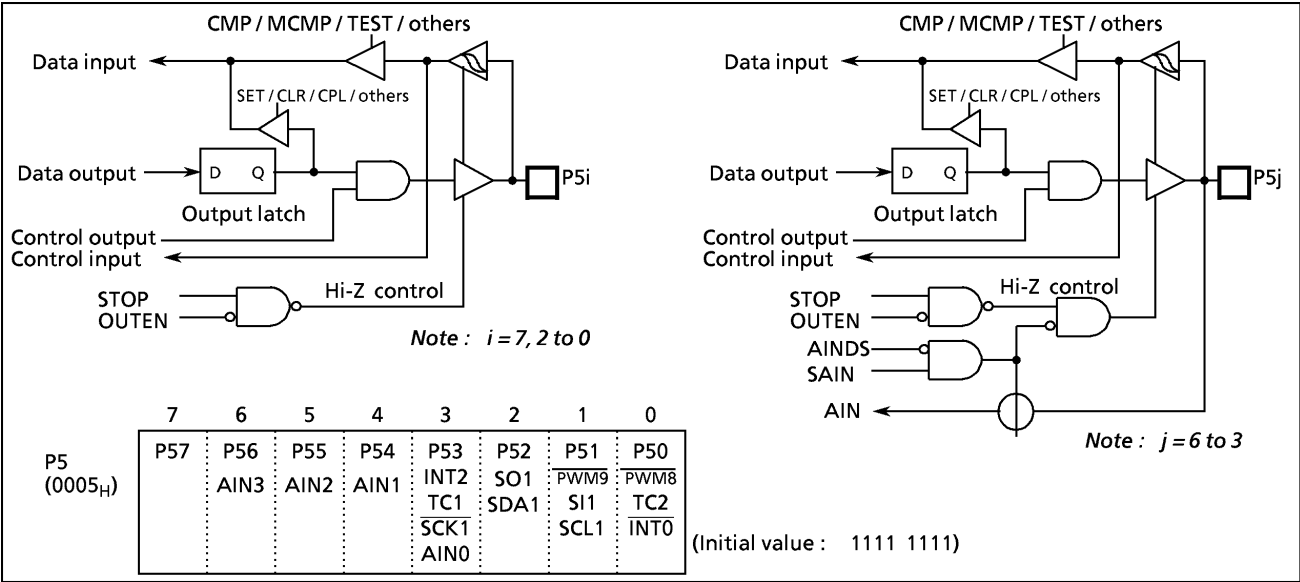 CMP / MCMP / TEST / others
Data input
SET / CLR / CPL / others
Data output
D Q
P5i
Output latch
Control output
Control input
Hi-Z control
STOP
OUTEN
Note : i = 7, 2 to 0
CMP / MCMP / TEST / others
Data input
SET / CLR / CPL / others
Data output
D Q
P5j
Output latch
Control output
Control input
Hi-Z control
STOP
OUTEN
AINDS
SAIN
AIN
Note : j = 6 to 3
7 6 5 4 3 2 1 0
P5
(0005H)
P57
P56
AIN3
P55
AIN2
P54
AIN1
P53
INT2
TC1
SCK1
AIN0
P52
SO1
SDA1
P51
PWM9
SI1
SCL1
P50
PWM8
TC2
INT0
(Initial value : 1111 1111)